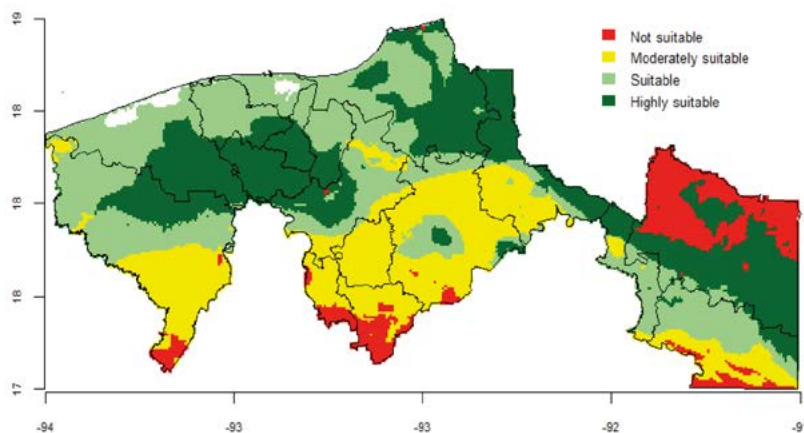 19
Not suitable
Moderately suitable
18
Suitable
Highly suitable
18
18
17
-94
-93
-93
-92
-9